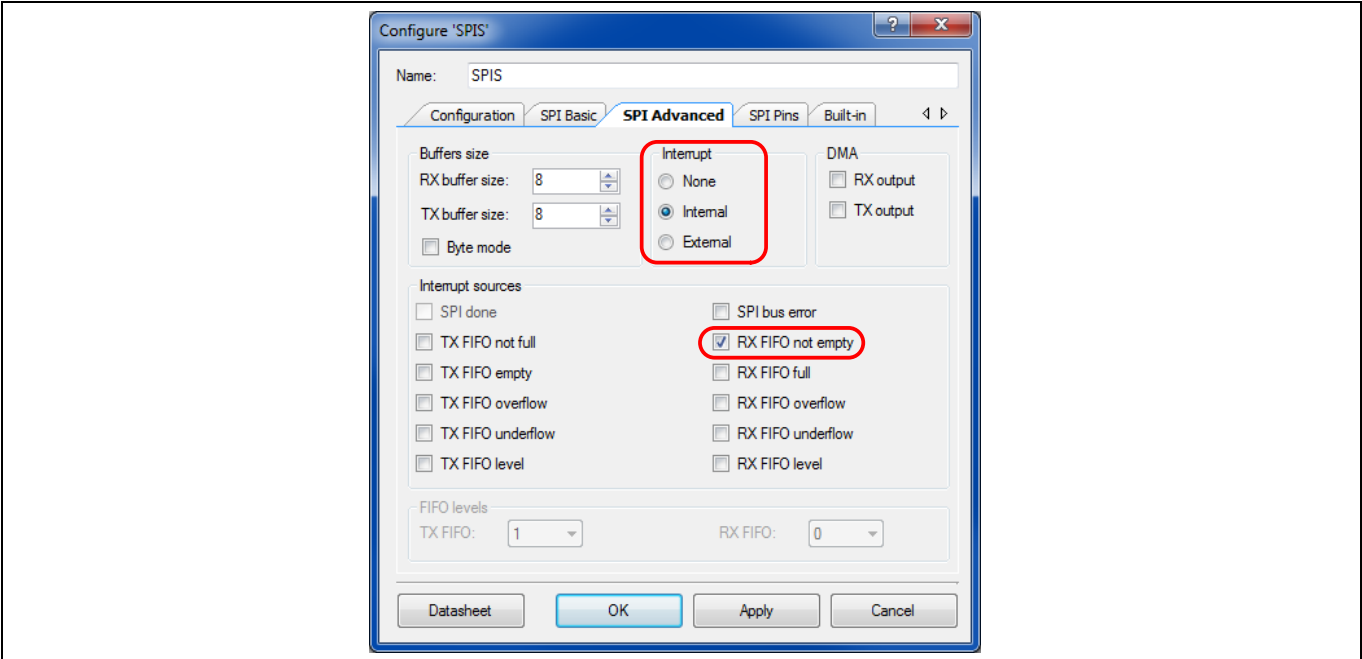 Configure 'SPIS'
Name: SPIS
Configuration SPI Basic SPI Advanced SPI Pins Built-in
Buffers size Interrupt DMA
RX buffer size: 8 None RX output
TX buffer size: 8 Internal TX output
Byte mode External
Interrupt sources
SPI done SPI bus error
TX FIFO not full RX FIFO not empty
TX FIFO empty RX FIFO full
TX FIFO overflow RX FIFO overflow
TX FIFO underflow RX FIFO underflow
TX FIFO level RX FIFO level
FIFO levels
TX FIFO: 1 RX FIFO: 0
Datasheet OK Apply Cancel